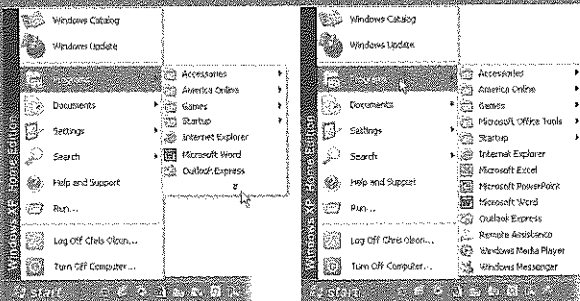 Windows Catalog
Windows Update
Programs
Documents
Settings
Search
Help and Support
Run...
Log Off Chris Olson...
Turn Off Computer...
Windows XP Home Edition
start
Accessories
America Online
Games
Startup
Internet Explorer
Microsoft Word
Outlook Express
Windows Catalog
Windows Update
Programs
Documents
Settings
Search
Help and Support
Run...
Log Off Chris Olson...
Turn Off Computer...
Windows XP Home Edition
start
Accessories
America Online
Games
Microsoft Office Tools
Startup
Internet Explorer
Microsoft Excel
Microsoft PowerPoint
Microsoft Word
Outlook Express
Remote Assistance
Windows Media Player
Windows Messenger